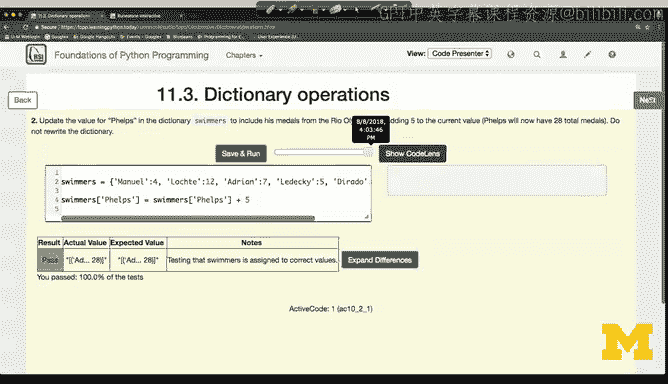 11.3. Dictionary operations
Runestone Interactive
GPT中英字幕课程资源@bilibili.com
Foundations of Python Programming
Chapters
View: Code Presenter
Back
11.3. Dictionary operations
2. Update the value for "Phelps" in the dictionary swimmers to include his medals from the Rio Ol
dding 5 to the current value (Phelps will now have 28 total medals). Do
not rewrite the dictionary.
8/8/2018,
4:03:46
PM
Save & Run
Show CodeLens
1
2 swimmers = {'Manuel':4, 'Lochte':12, 'Adrian':7, 'Ledecky':5, 'Dirado'
3
4 swimmers['Phelps'] = swimmers['Phelps'] + 5
5
Result Actual Value Expected Value Notes
Pass "[('Ad... 28)]" "[('Ad... 28)]" Testing that swimmers is assigned to correct values.
Expand Differences
You passed: 100.0% of the tests
ActiveCode: 1 (ac10_2_1)
M